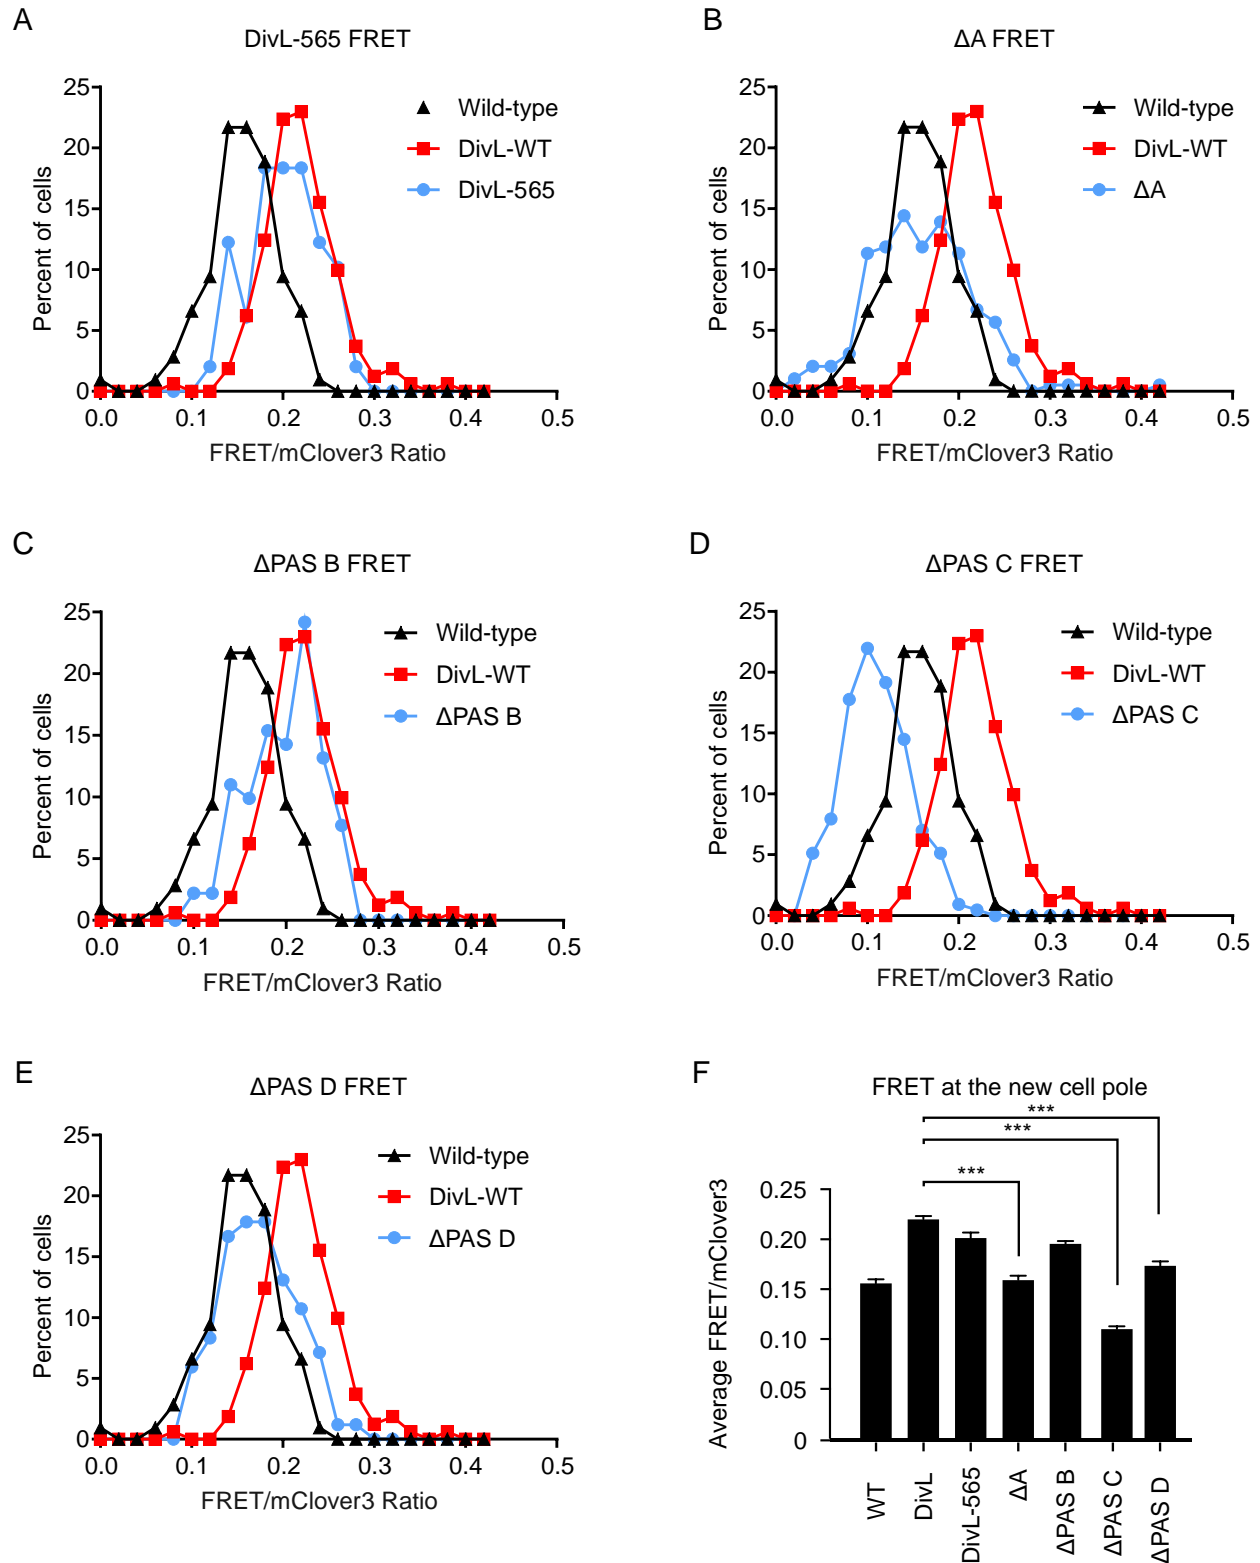 A
DivL-565 FRET
25
20
15
10
5
0
Percent of cells
0.0 0.1 0.2 0.3 0.4 0.5
FRET/mClover3 Ratio
Wild-type
DivL-WT
DivL-565
B
ΔA FRET
25
20
15
10
5
0
Percent of cells
0.0 0.1 0.2 0.3 0.4 0.5
FRET/mClover3 Ratio
Wild-type
DivL-WT
ΔA
C
ΔPAS B FRET
25
20
15
10
5
0
Percent of cells
0.0 0.1 0.2 0.3 0.4 0.5
FRET/mClover3 Ratio
Wild-type
DivL-WT
ΔPAS B
D
ΔPAS C FRET
25
20
15
10
5
0
Percent of cells
0.0 0.1 0.2 0.3 0.4 0.5
FRET/mClover3 Ratio
Wild-type
DivL-WT
ΔPAS C
E
ΔPAS D FRET
25
20
15
10
5
0
Percent of cells
0.0 0.1 0.2 0.3 0.4 0.5
FRET/mClover3 Ratio
Wild-type
DivL-WT
ΔPAS D
F
FRET at the new cell pole
***
***
***
0.25
0.20
0.15
0.10
0.05
0
Average FRET/mClover3
WT
DivL
DivL-565
ΔA
ΔPAS B
ΔPAS C
ΔPAS D